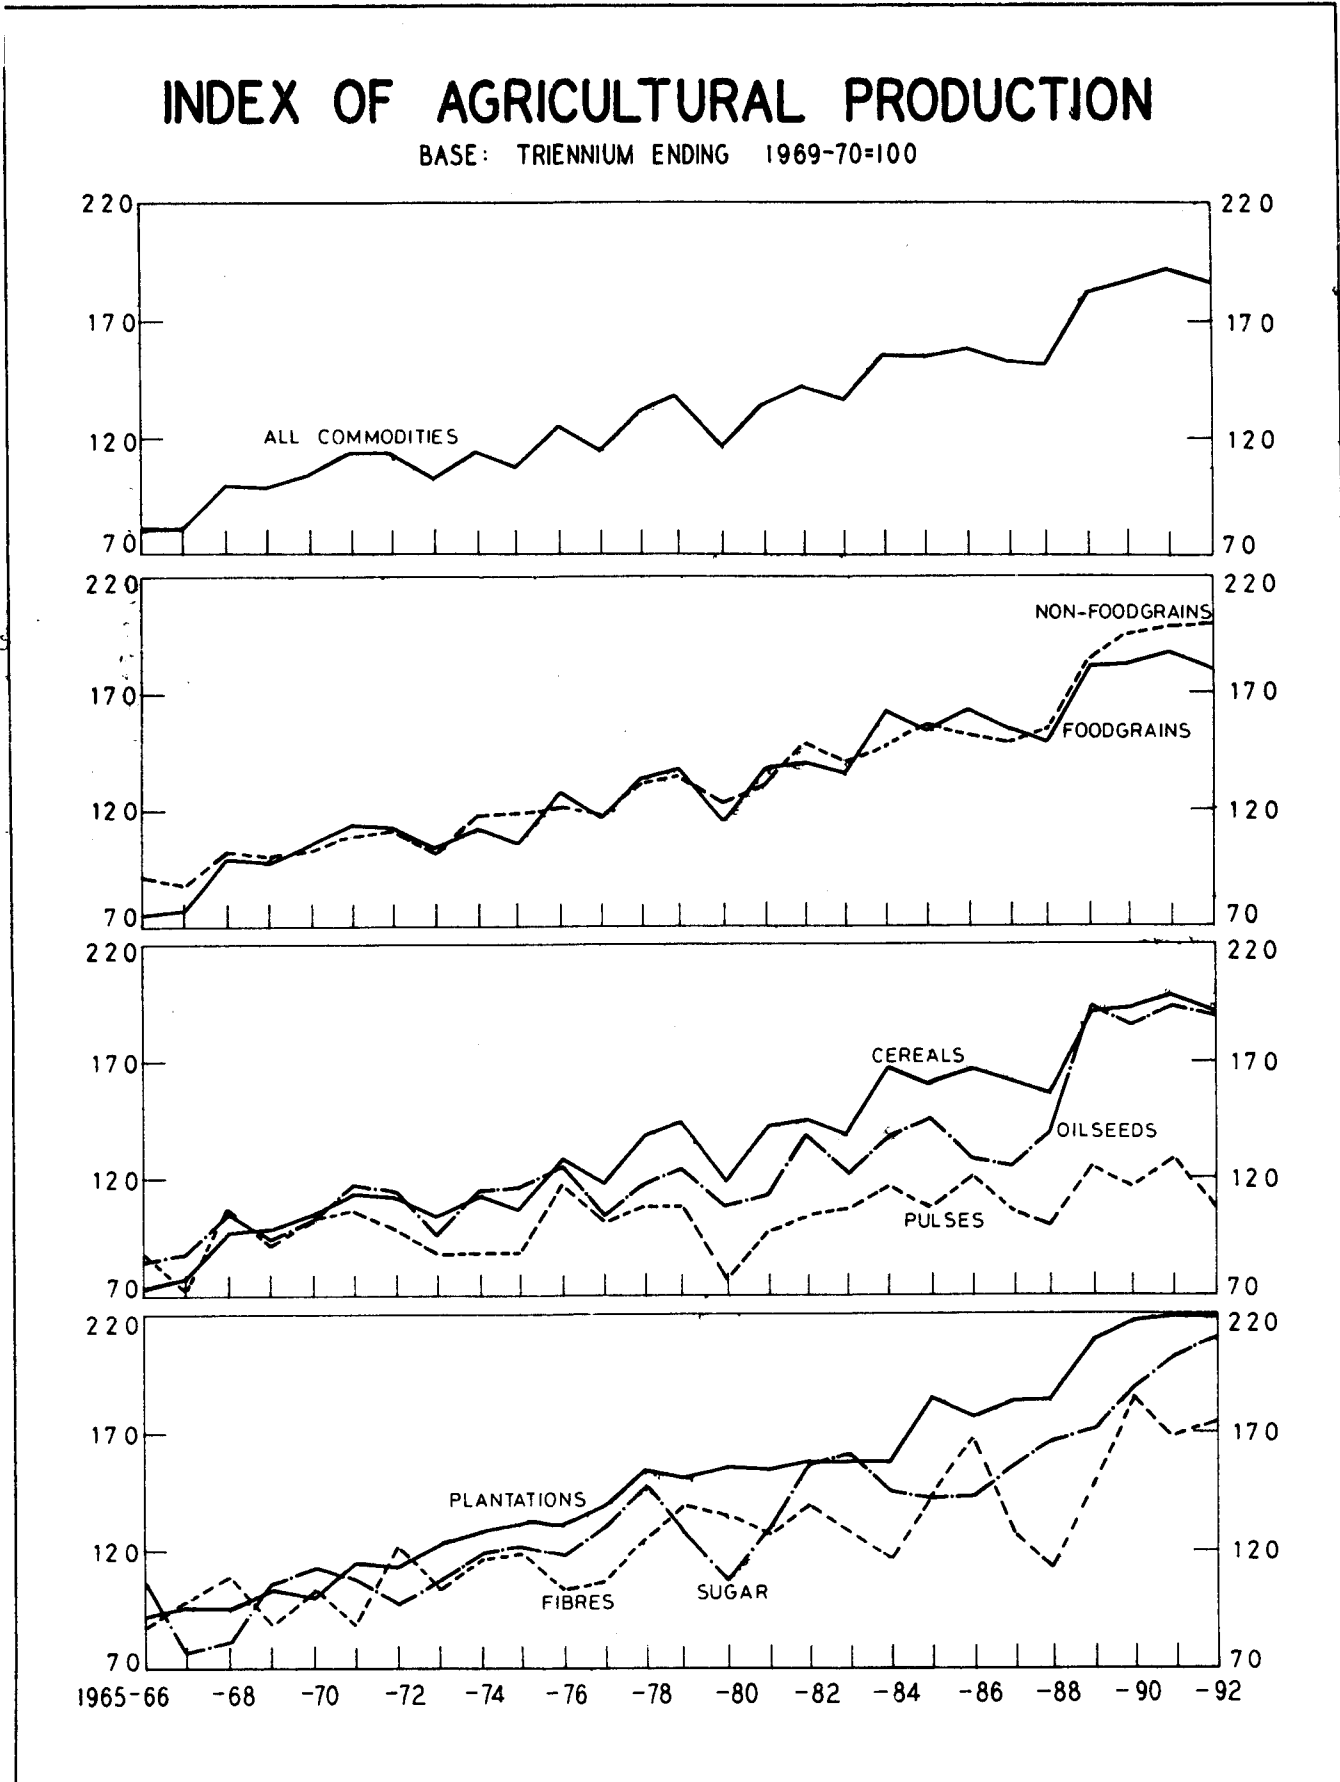 INDEX OF AGRICULTURAL PRODUCTION
BASE: TRIENNIUM ENDING 1969-70=100
220 220
170 170
ALL COMMODITIES
120 120
70 70
220 220
NON-FOODGRAINS
170 170
FOODGRAINS
120 120
70 70
220 220
CEREALS
170 170
OILSEEDS
120 120
PULSES
70 70
220 220
170 170
PLANTATIONS
120 120
FIBRES SUGAR
70 70
1965-66 -68 -70 -72 -74 -76 -78 -80 -82 -84 -86 -88 -90 -92